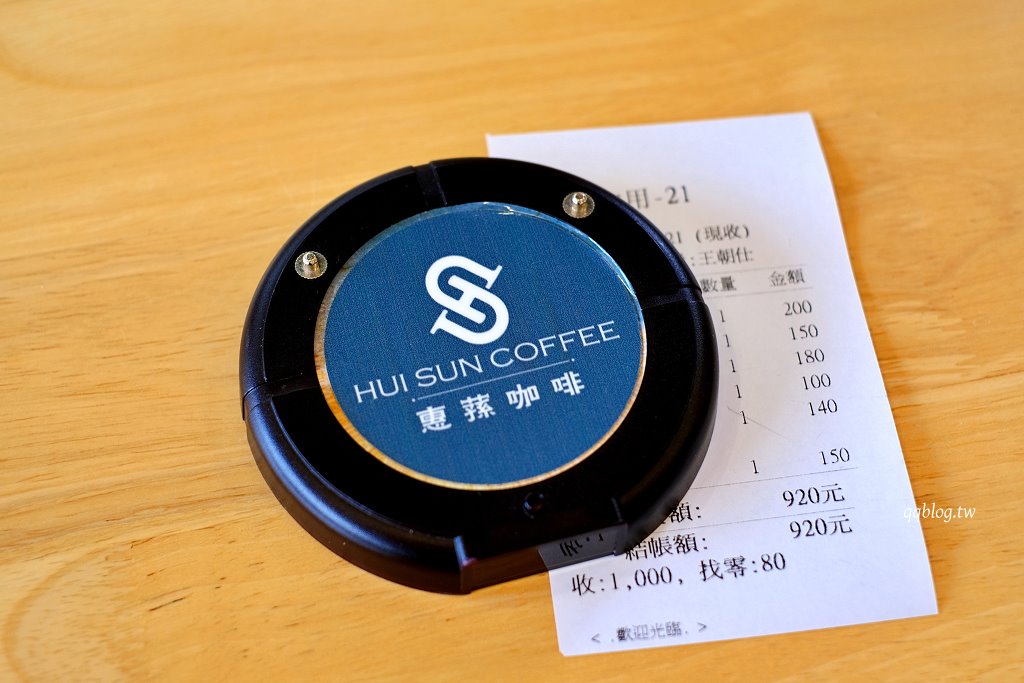 HUI SUN COFFEE
惠蓀咖啡
用-21
21 (現收)
:王朝仕
數量 金額
1 200
1 150
1 180
1 100
1 140
1 150
額: 920元
結帳額: 920元
收:1,000, 找零:80
< .歡迎光臨. >
qqblog.tw